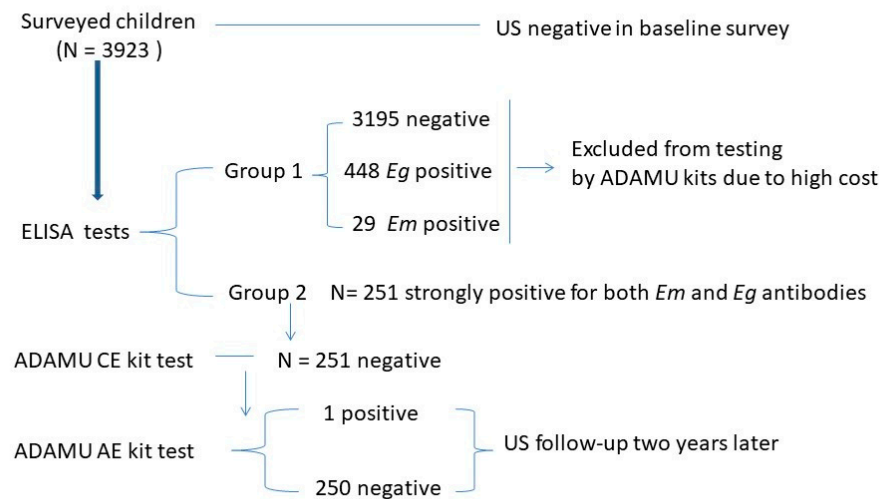 Surveyed children
(N = 3923 )
US negative in baseline survey
3195 negative
Group 1
448 Eg positive
29 Em positive
Excluded from testing
by ADAMU kits due to high cost
ELISA tests
Group 2
N= 251 strongly positive for both Em and Eg antibodies
ADAMU CE kit test
N = 251 negative
1 positive
ADAMU AE kit test
US follow-up two years later
250 negative